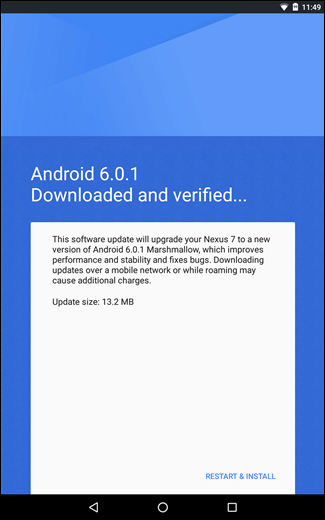 11:49
Android 6.0.1
Downloaded and verified...
This software update will upgrade your Nexus 7 to a new
version of Android 6.0.1 Marshmallow, which improves
performance and stability and fixes bugs. Downloading
updates over a mobile network or while roaming may
cause additional charges.
Update size: 13.2 MB
RESTART & INSTALL